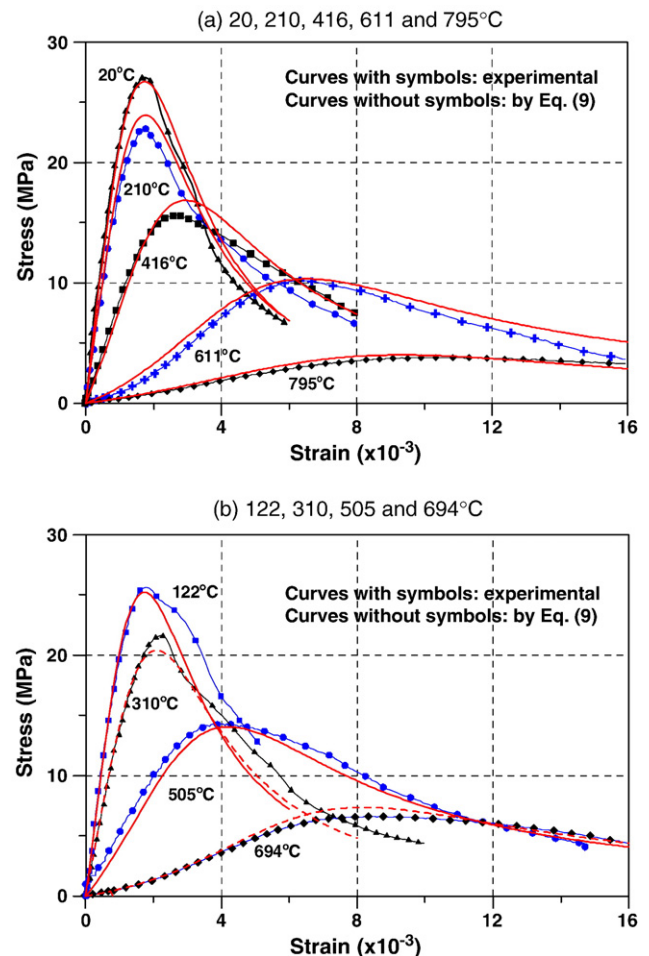 (a) 20, 210, 416, 611 and 795°C
30
20
10
0
Stress (MPa)
20°C
210°C
416°C
611°C
795°C
Curves with symbols: experimental
Curves without symbols: by Eq. (9)
0 4 8 12 16
Strain (x10⁻³)
(b) 122, 310, 505 and 694°C
30
20
10
0
Stress (MPa)
122°C
310°C
505°C
694°C
Curves with symbols: experimental
Curves without symbols: by Eq. (9)
0 4 8 12 16
Strain (x10⁻³)